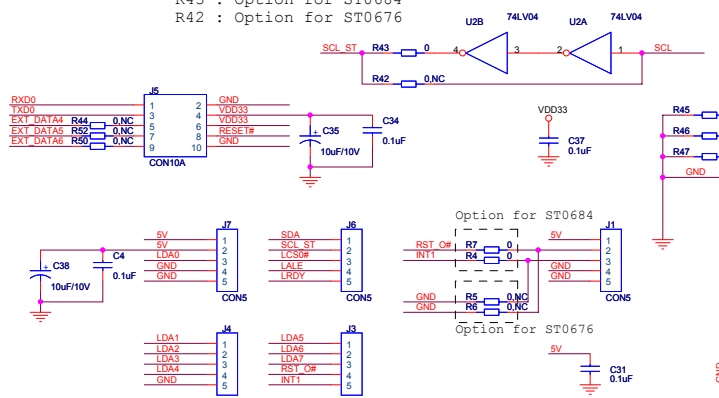 R43 : Option for ST0684
R42 : Option for ST0676
U2B 74LV04 U2A 74LV04
SCL_ST R43 0 4 3 2 1 SCL
R42 0,NC
J5
RXD0 1 2 GND
TXD0 3 4 VDD33
EXT_DATA4 R44 0,NC 5 6 VDD33
EXT_DATA5 R52 0,NC 7 8 RESET#
EXT_DATA6 R50 0,NC 9 10 GND
CON10A
C35
10uF/10V
C34
0.1uF
VDD33
C37
0.1uF
R45
R46
R47
GND
J7
5V 1
5V 2
LDA0 3
GND 4
GND 5
CON5
C38
10uF/10V
C4
0.1uF
J6
SDA 1
SCL_ST 2
LCS0# 3
LALE 4
LRDY 5
CON5
Option for ST0684
RST_O# R7 0
INT1 R4 0
GND R5 0,NC
GND R6 0,NC
Option for ST0676
J1
5V 1
2
3
GND 4
GND 5
CON5
J4
LDA1 1
LDA2 2
LDA3 3
LDA4 4
GND 5
J3
LDA5 1
LDA6 2
LDA7 3
RST_O# 4
INT1 5
5V
C31
0.1uF